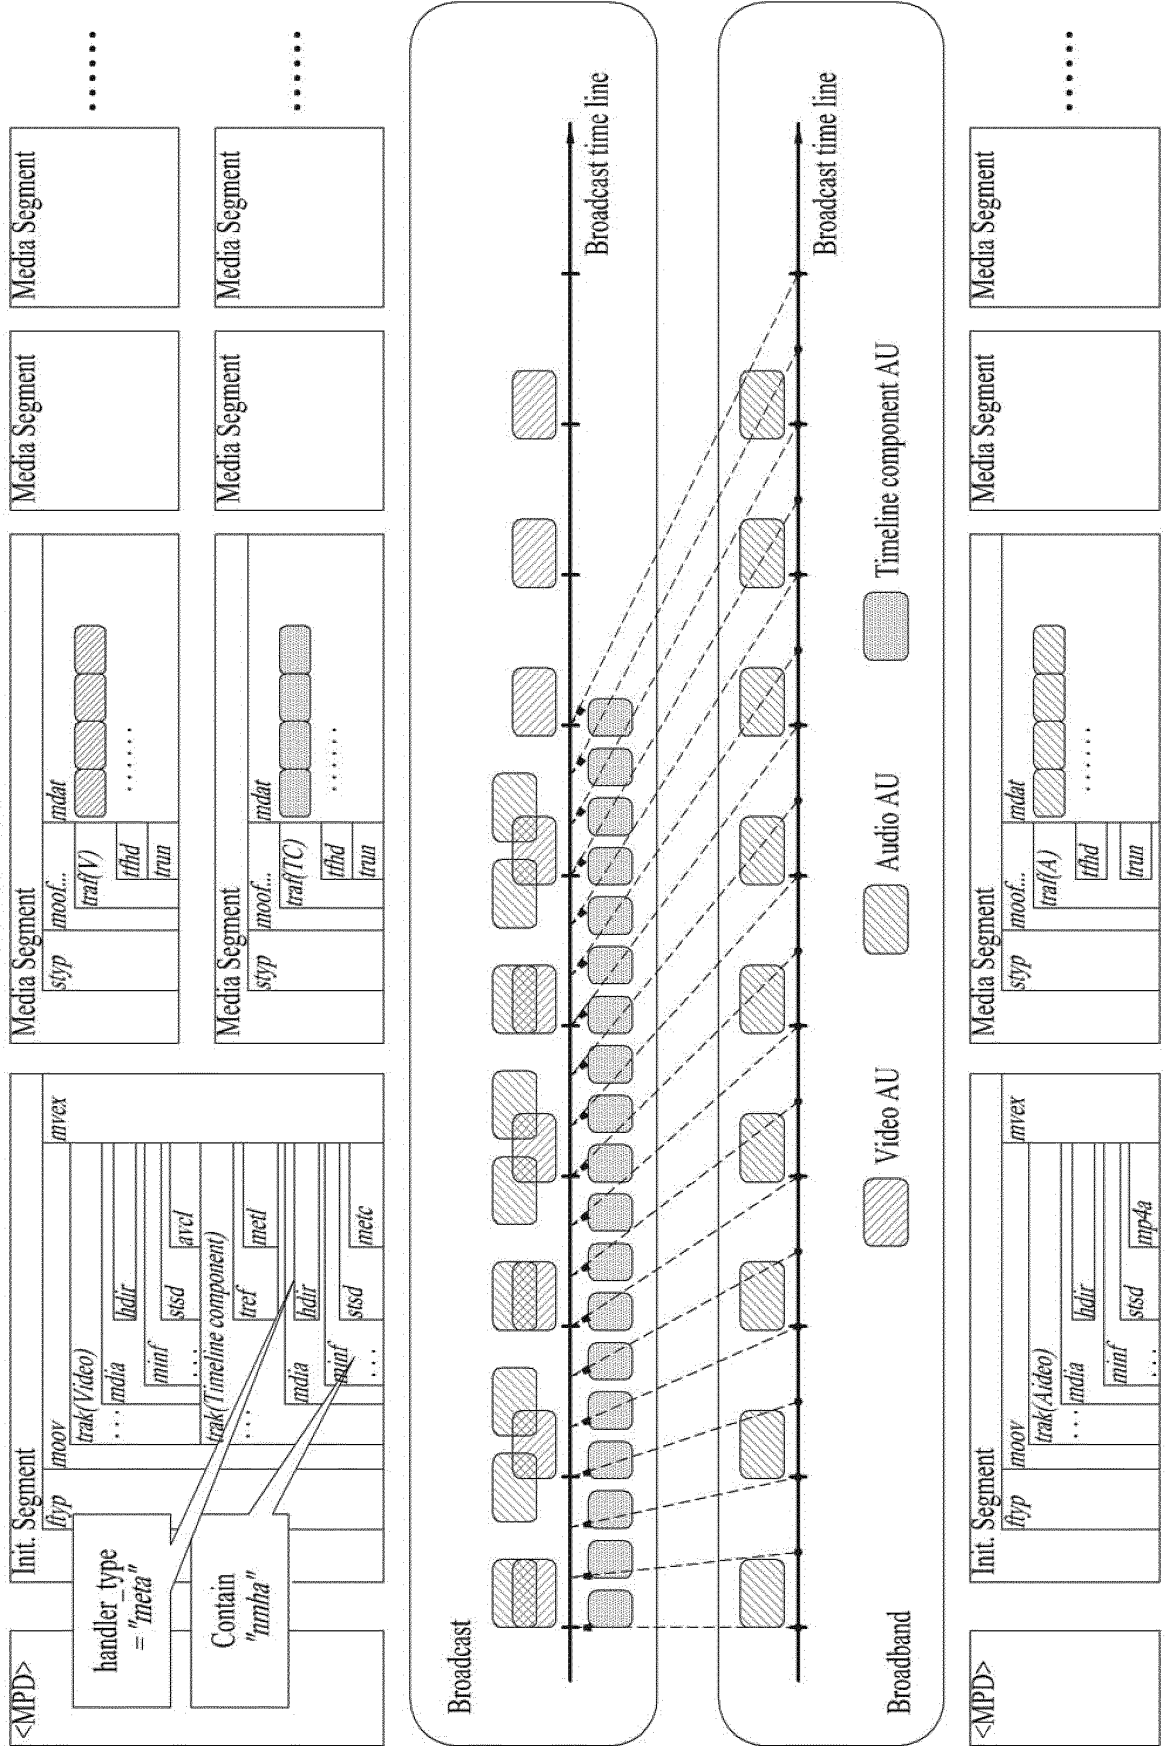 <MPD>
handler_type
= "meta"
Contain
"nmha"
Init. Segment
ftyp
moov
mvex
trak(Video)
...
mdia
hdir
minf
...
stsd
avcl
trak(Timeline component)
...
tref
metl
mdia
hdir
minf
...
stsd
metc
Media Segment
styp
moof...
mdat
traf(V)
tfhd
trun
......
Media Segment
Media Segment
......
Media Segment
styp
moof...
mdat
traf(TC)
tfhd
trun
......
Media Segment
Media Segment
......
Broadcast
Broadcast time line
Broadcast time line
Broadband
Video AU
Audio AU
Timeline component AU
<MPD>
Init. Segment
ftyp
moov
mvex
trak(Aideo)
...
mdia
hdir
minf
...
stsd
mp4a
Media Segment
styp
moof...
mdat
traf(A)
tfhd
trun
......
Media Segment
Media Segment
......